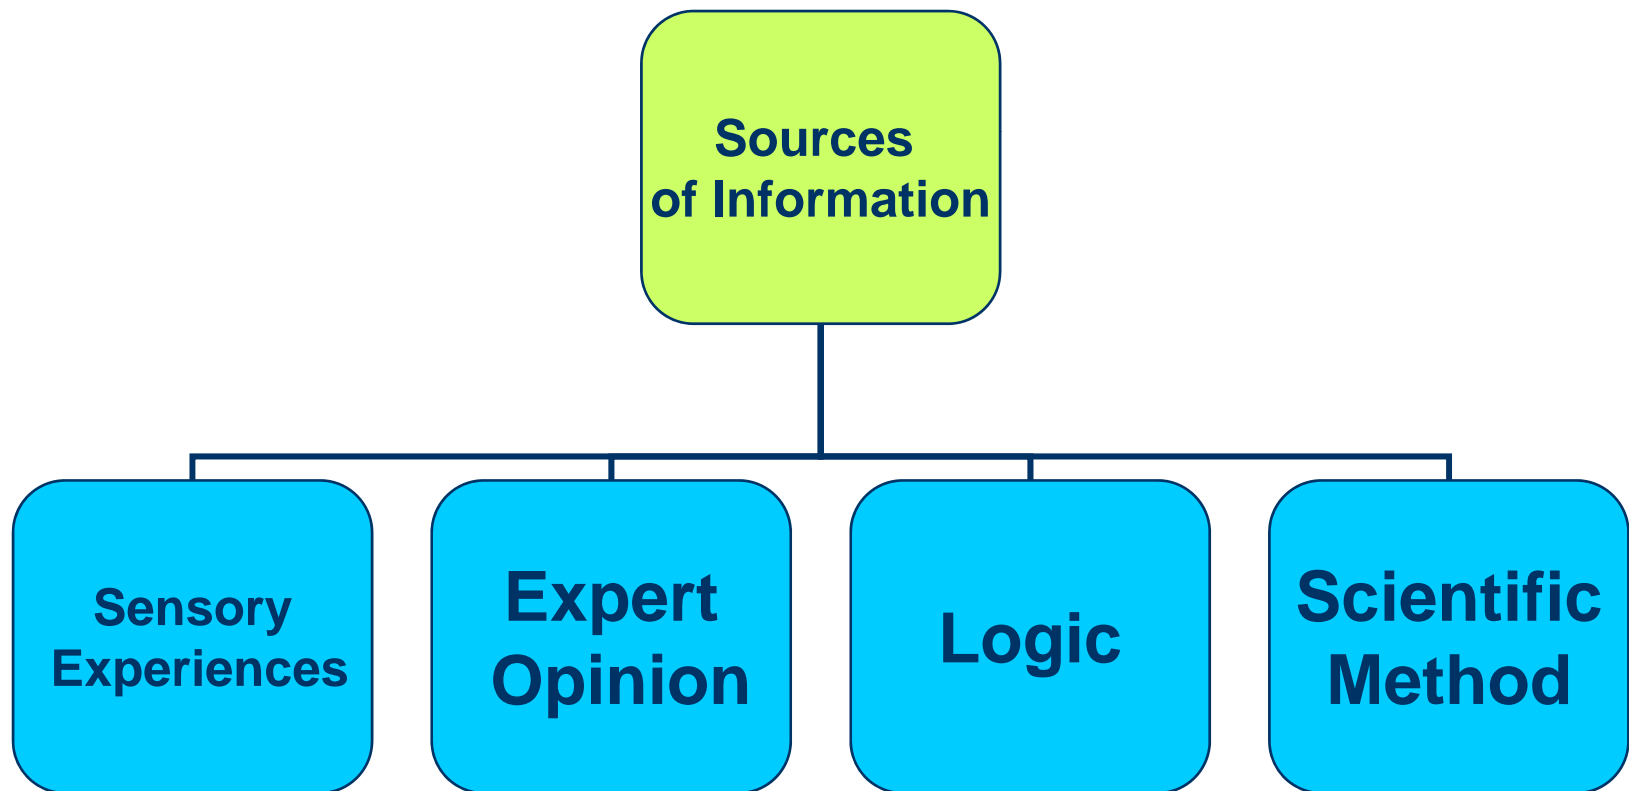 Sources
of Information
Sensory
Experiences
Expert
Opinion
Logic
Scientific
Method